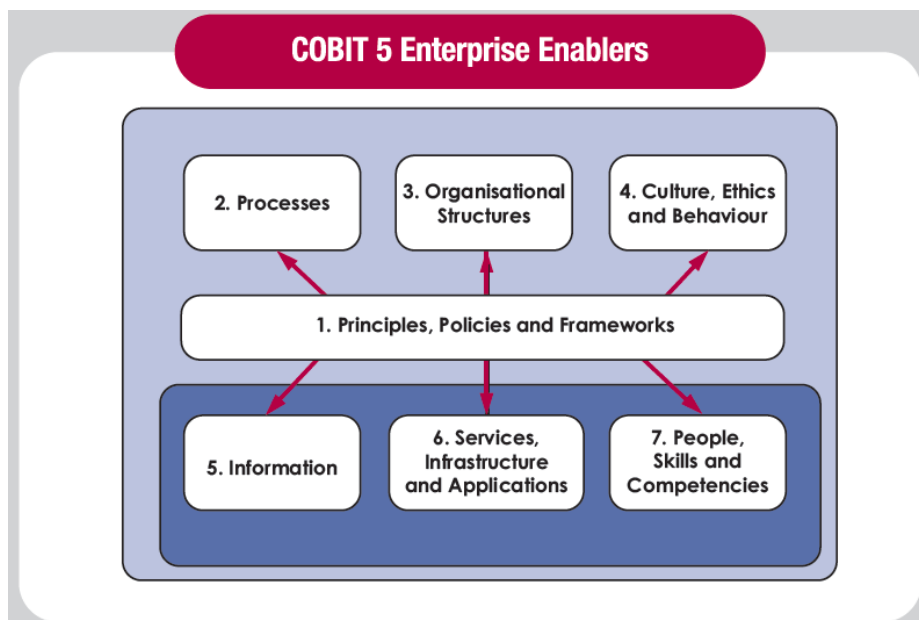 COBIT 5 Enterprise Enablers
2. Processes
3. Organisational
Structures
4. Culture, Ethics
and Behaviour
1. Principles, Policies and Frameworks
5. Information
6. Services,
Infrastructure
and Applications
7. People,
Skills and
Competencies